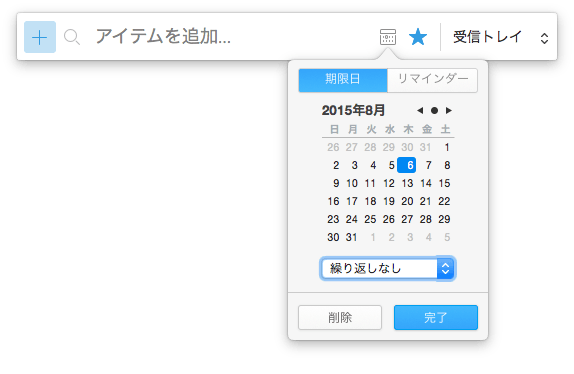 アイテムを追加... 受信トレイ
期限日 リマインダー
2015年8月
日 月 火 水 木 金 土
26 27 28 29 30 31 1
2 3 4 5 6 7 8
9 10 11 12 13 14 15
16 17 18 19 20 21 22
23 24 25 26 27 28 29
30 31 1 2 3 4 5
繰り返しなし
削除 完了